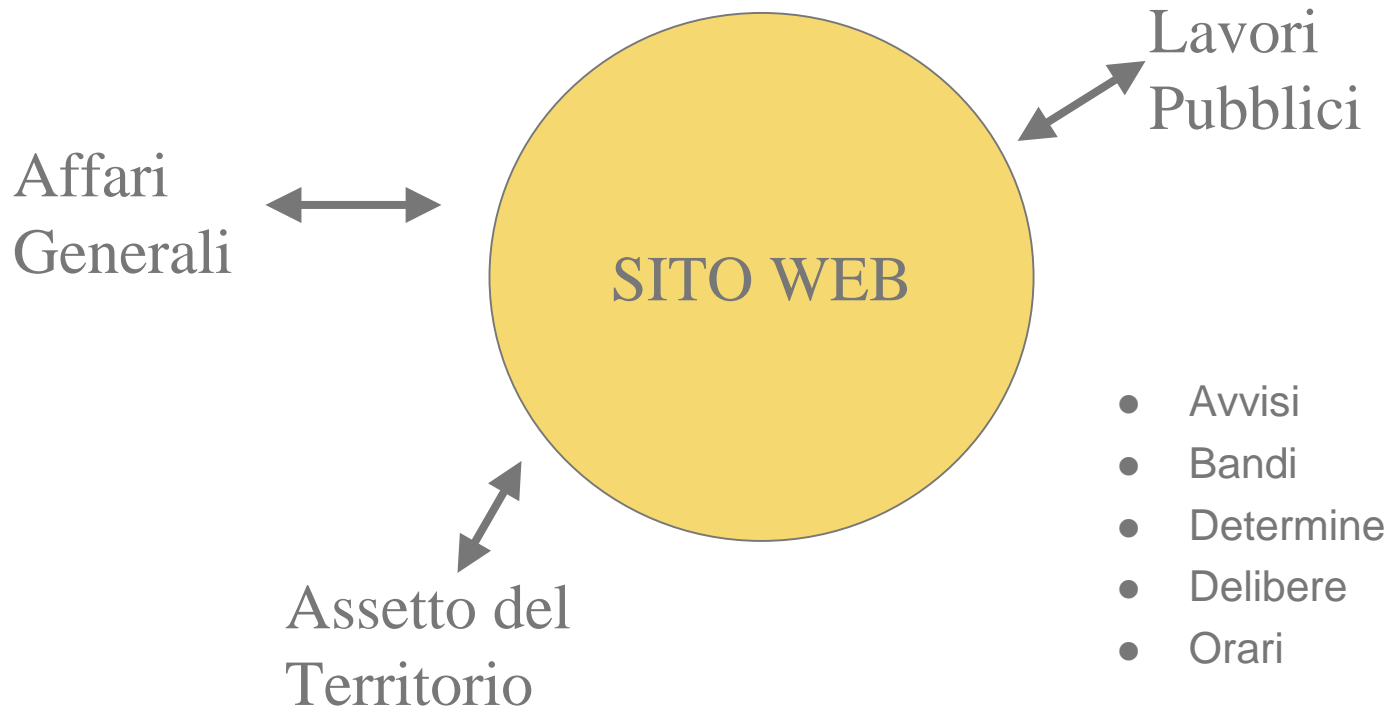 Lavori
Pubblici
Affari
Generali
SITO WEB
● Avvisi
● Bandi
● Determine
● Delibere
● Orari
Assetto del
Territorio